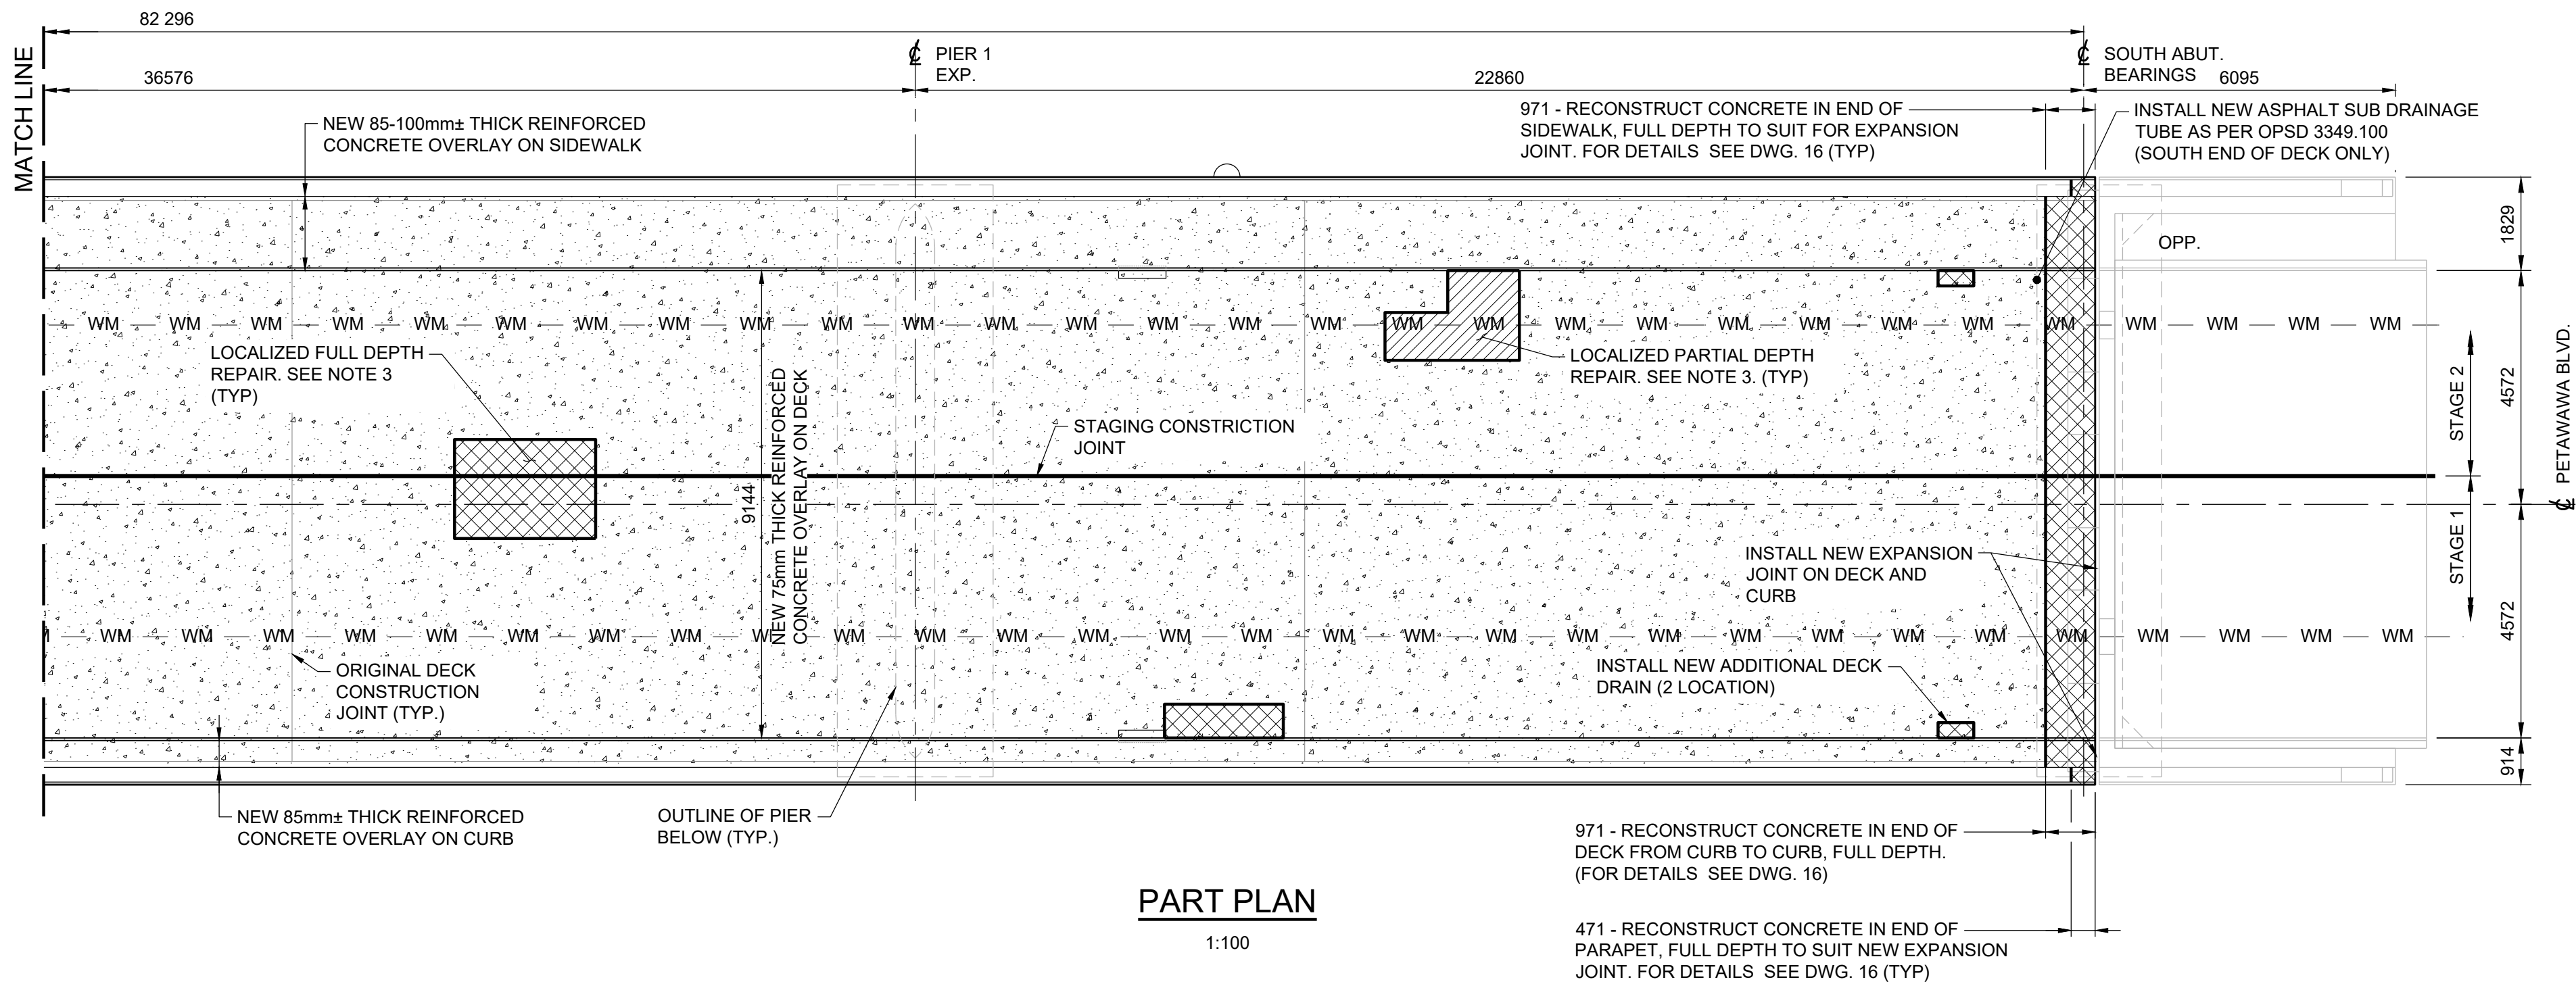 82 296
MATCH LINE
36576
℄ PIER 1
EXP.
22860
℄ SOUTH ABUT.
BEARINGS 6095
NEW 85-100mm± THICK REINFORCED
CONCRETE OVERLAY ON SIDEWALK
971 - RECONSTRUCT CONCRETE IN END OF
SIDEWALK, FULL DEPTH TO SUIT FOR EXPANSION
JOINT. FOR DETAILS SEE DWG. 16 (TYP)
INSTALL NEW ASPHALT SUB DRAINAGE
TUBE AS PER OPSD 3349.100
(SOUTH END OF DECK ONLY)
1829
OPP.
WM WM WM WM WM WM WM WM WM WM WM WM WM WM WM WM WM WM WM WM WM WM WM WM WM WM WM WM WM
LOCALIZED FULL DEPTH
REPAIR. SEE NOTE 3
(TYP)
LOCALIZED PARTIAL DEPTH
REPAIR. SEE NOTE 3. (TYP)
STAGING CONSTRICTION
JOINT
9144
NEW 75mm THICK REINFORCED
CONCRETE OVERLAY ON DECK
STAGE 2
4572
℄ PETAWAWA BLVD.
STAGE 1
4572
INSTALL NEW EXPANSION
JOINT ON DECK AND
CURB
WM WM WM WM WM WM WM WM WM WM WM WM WM WM WM WM WM WM WM WM WM WM WM WM WM WM WM WM WM
ORIGINAL DECK
CONSTRUCTION
JOINT (TYP.)
INSTALL NEW ADDITIONAL DECK
DRAIN (2 LOCATION)
914
NEW 85mm± THICK REINFORCED
CONCRETE OVERLAY ON CURB
OUTLINE OF PIER
BELOW (TYP.)
971 - RECONSTRUCT CONCRETE IN END OF
DECK FROM CURB TO CURB, FULL DEPTH.
(FOR DETAILS SEE DWG. 16)
PART PLAN
1:100
471 - RECONSTRUCT CONCRETE IN END OF
PARAPET, FULL DEPTH TO SUIT NEW EXPANSION
JOINT. FOR DETAILS SEE DWG. 16 (TYP)